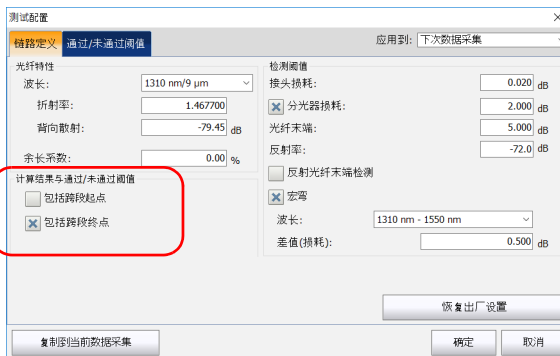 测试配置
链路定义 通过/未通过阈值 应用到: 下次数据采集
光纤特性
波长: 1310 nm/9 μm
折射率: 1.467700
背向散射: -79.45 dB
余长系数: 0.00 %
计算结果与通过/未通过阈值
包括跨段起点
包括跨段终点
检测阈值
接头损耗: 0.020 dB
分光器损耗: 2.000 dB
光纤末端: 5.000 dB
反射率: -72.0 dB
反射光纤末端检测
宏弯
波长: 1310 nm - 1550 nm
差值(损耗): 0.500 dB
恢复出厂设置
复制到当前数据采集 确定 取消